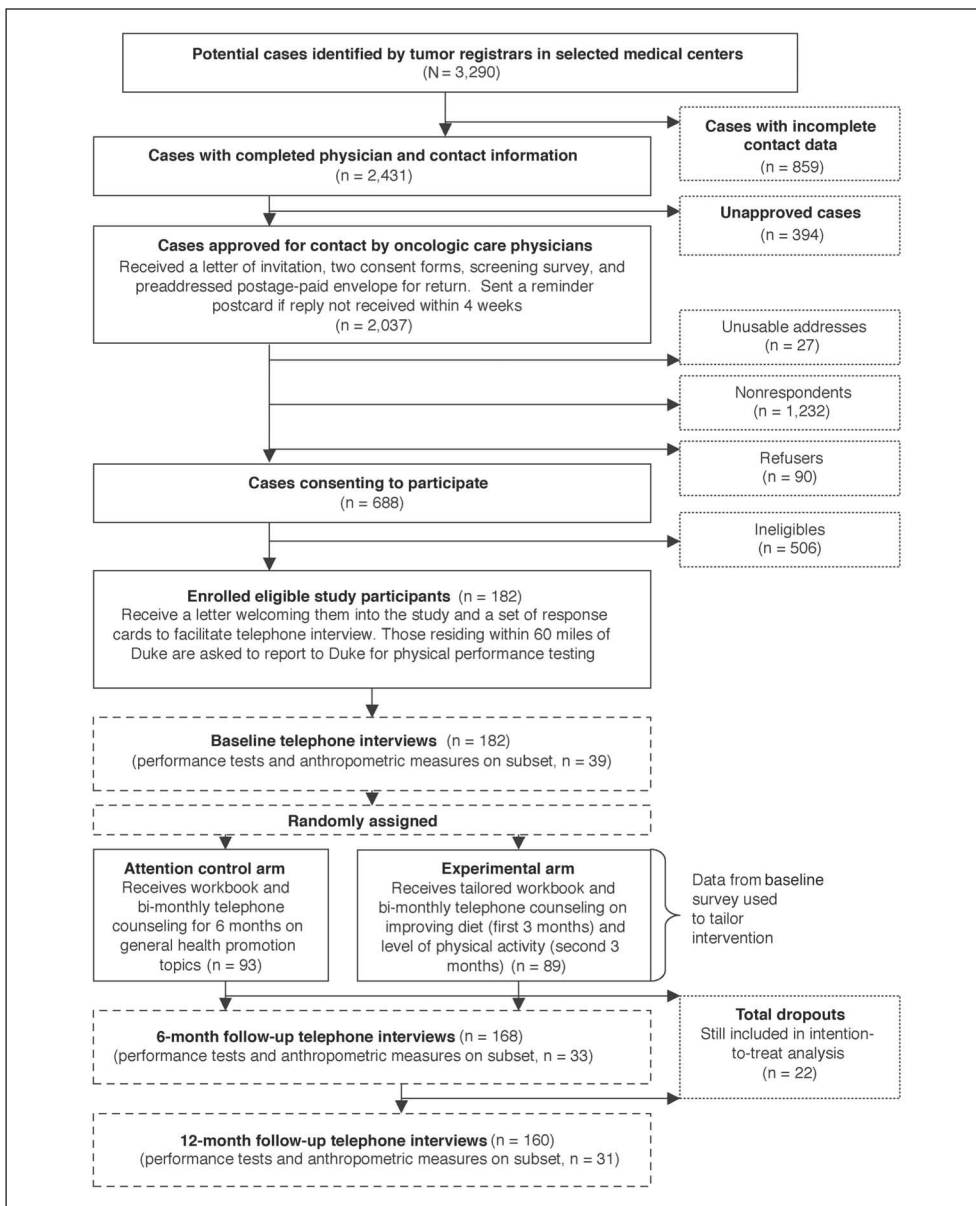 Potential cases identified by tumor registrars in selected medical centers
(N = 3,290)
Cases with incomplete
contact data
(n = 859)
Cases with completed physician and contact information
(n = 2,431)
Unapproved cases
(n = 394)
Cases approved for contact by oncologic care physicians
Received a letter of invitation, two consent forms, screening survey, and
preaddressed postage-paid envelope for return. Sent a reminder
postcard if reply not received within 4 weeks
(n = 2,037)
Unusable addresses
(n = 27)
Nonrespondents
(n = 1,232)
Refusers
(n = 90)
Cases consenting to participate
(n = 688)
Ineligibles
(n = 506)
Enrolled eligible study participants (n = 182)
Receive a letter welcoming them into the study and a set of response
cards to facilitate telephone interview. Those residing within 60 miles of
Duke are asked to report to Duke for physical performance testing
Baseline telephone interviews (n = 182)
(performance tests and anthropometric measures on subset, n = 39)
Randomly assigned
Attention control arm
Receives workbook and
bi-monthly telephone
counseling for 6 months on
general health promotion
topics (n = 93)
Experimental arm
Receives tailored workbook and
bi-monthly telephone counseling on
improving diet (first 3 months) and
level of physical activity (second 3
months) (n = 89)
Data from baseline
survey used
to tailor
intervention
Total dropouts
Still included in intention-
to-treat analysis
(n = 22)
6-month follow-up telephone interviews (n = 168)
(performance tests and anthropometric measures on subset, n = 33)
12-month follow-up telephone interviews (n = 160)
(performance tests and anthropometric measures on subset, n = 31)